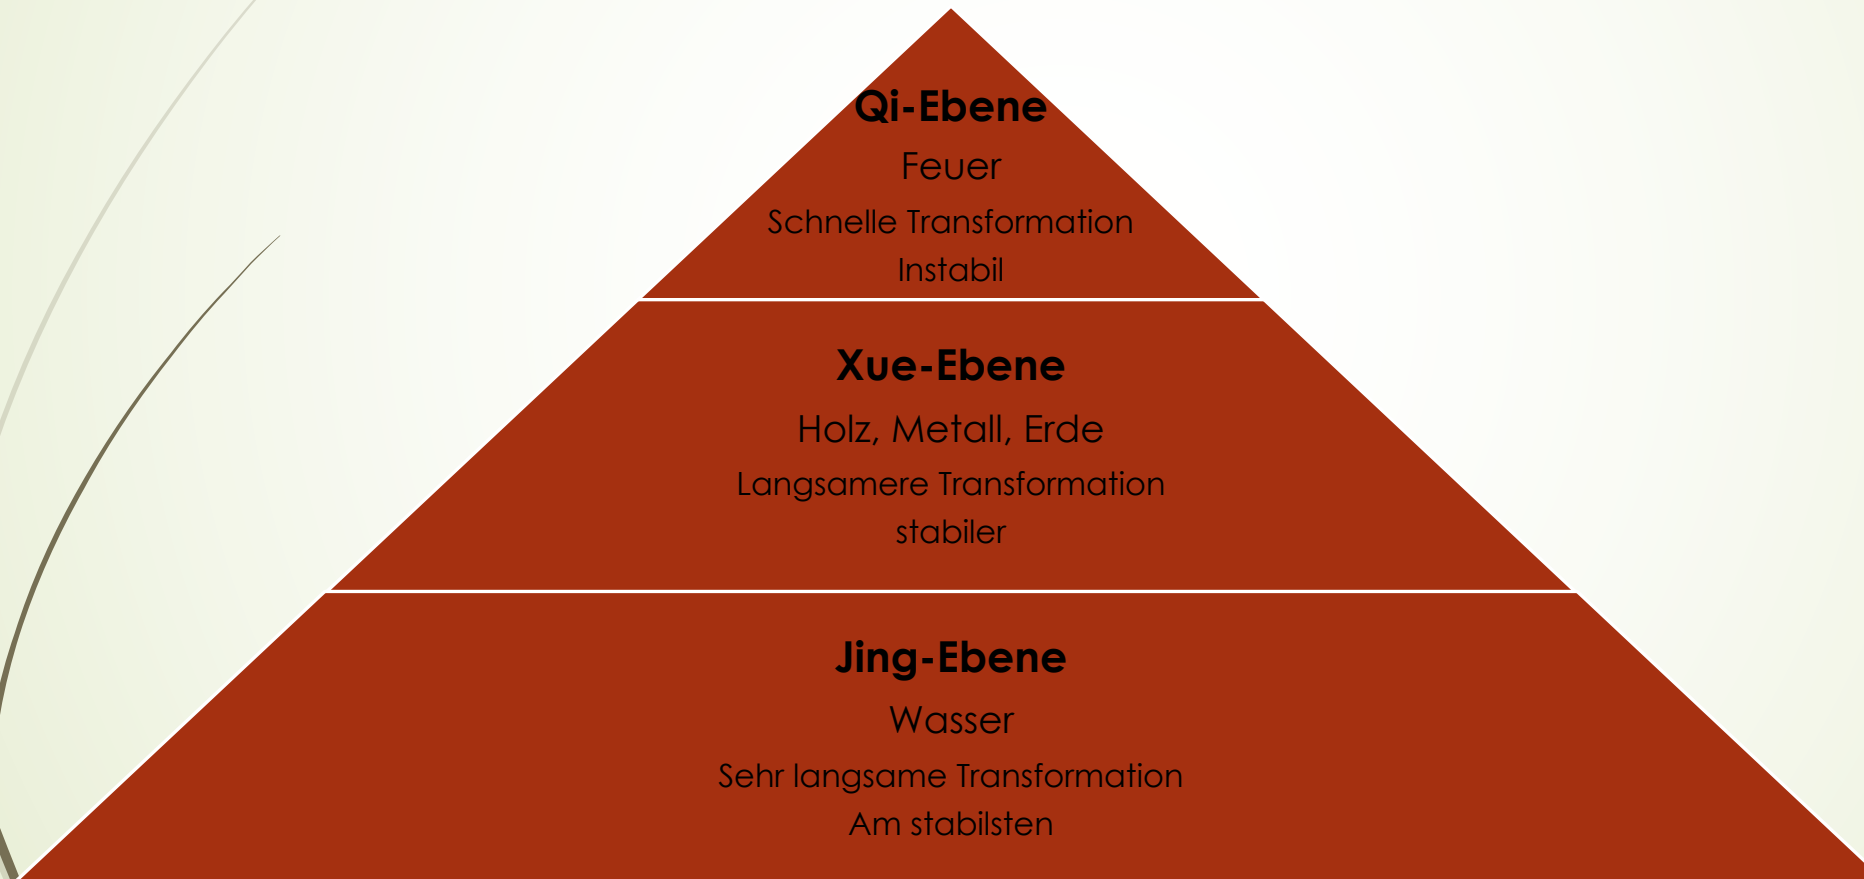 Qi-Ebene
Feuer
Schnelle Transformation
Instabil
Xue-Ebene
Holz, Metall, Erde
Langsamere Transformation
stabiler
Jing-Ebene
Wasser
Sehr langsame Transformation
Am stabilsten